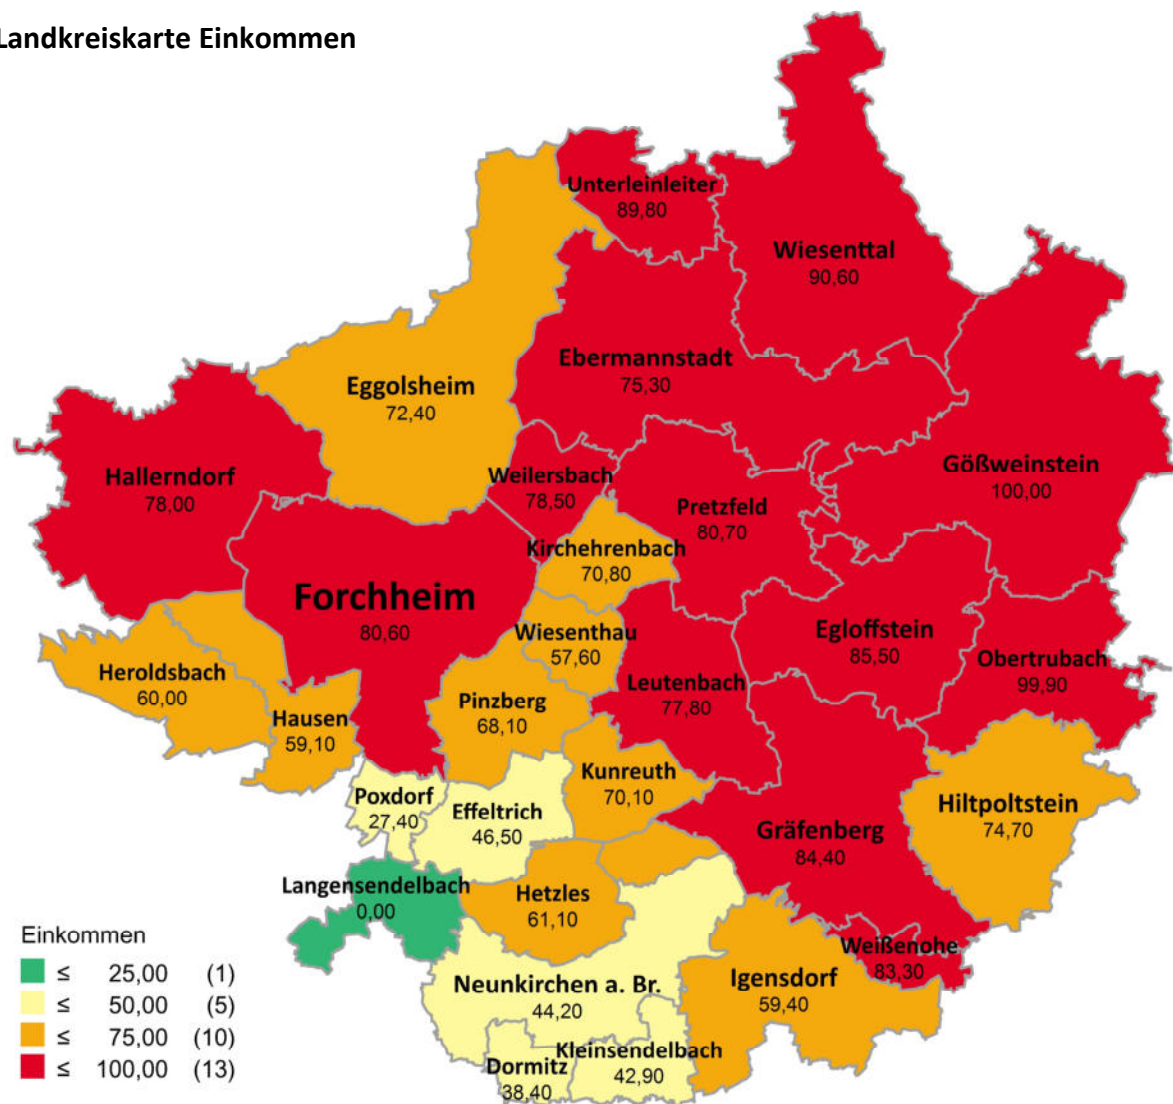 Landkreiskarte Einkommen
Unterleinleiter
89,80
Wiesenttal
90,60
Ebermannstadt
75,30
Eggolsheim
72,40
Hallerndorf
78,00
Weilersbach
78,50
Gößweinstein
100,00
Pretzfeld
80,70
Kirchehrenbach
70,80
Forchheim
80,60
Wiesenthau
57,60
Egloffstein
85,50
Obertrubach
99,90
Heroldsbach
60,00
Leutenbach
77,80
Pinzberg
68,10
Hausen
59,10
Kunreuth
70,10
Poxdorf
27,40
Effeltrich
46,50
Hiltpoltstein
74,70
Gräfenberg
84,40
Langensendelbach
0,00
Hetzles
61,10
Weißenohe
83,30
Neunkirchen a. Br.
44,20
Igensdorf
59,40
Dormitz
38,40
Kleinsendelbach
42,90
Einkommen
≤ 25,00 (1)
≤ 50,00 (5)
≤ 75,00 (10)
≤ 100,00 (13)